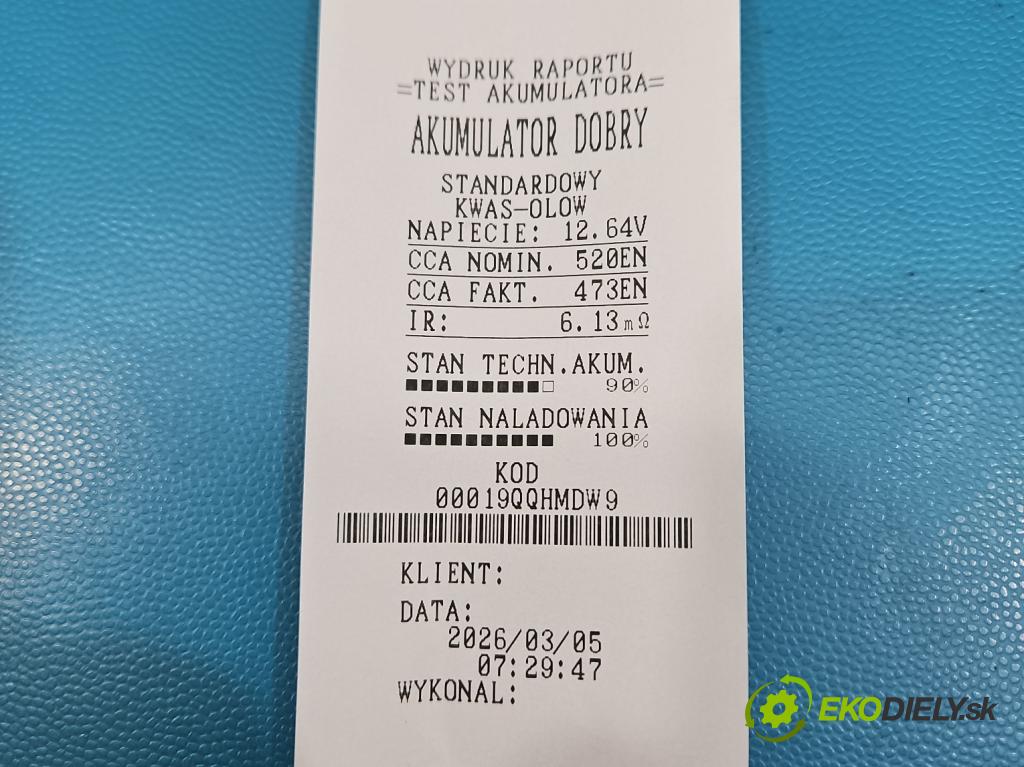 WYDRUK RAPORTU
=TEST AKUMULATORA=
AKUMULATOR DOBRY
STANDARDOWY
KWAS-OLOW
NAPIECIE: 12.64V
CCA NOMIN. 520EN
CCA FAKT. 473EN
IR: 6.13mΩ
STAN TECHN.AKUM.
■■■■■■■■■□ 90%
STAN NALADOWANIA
■■■■■■■■■■ 100%
KOD
00019QQHMDW9
KLIENT:
DATA:
2026/03/05
07:29:47
WYKONAL:
EKODIELY.sk